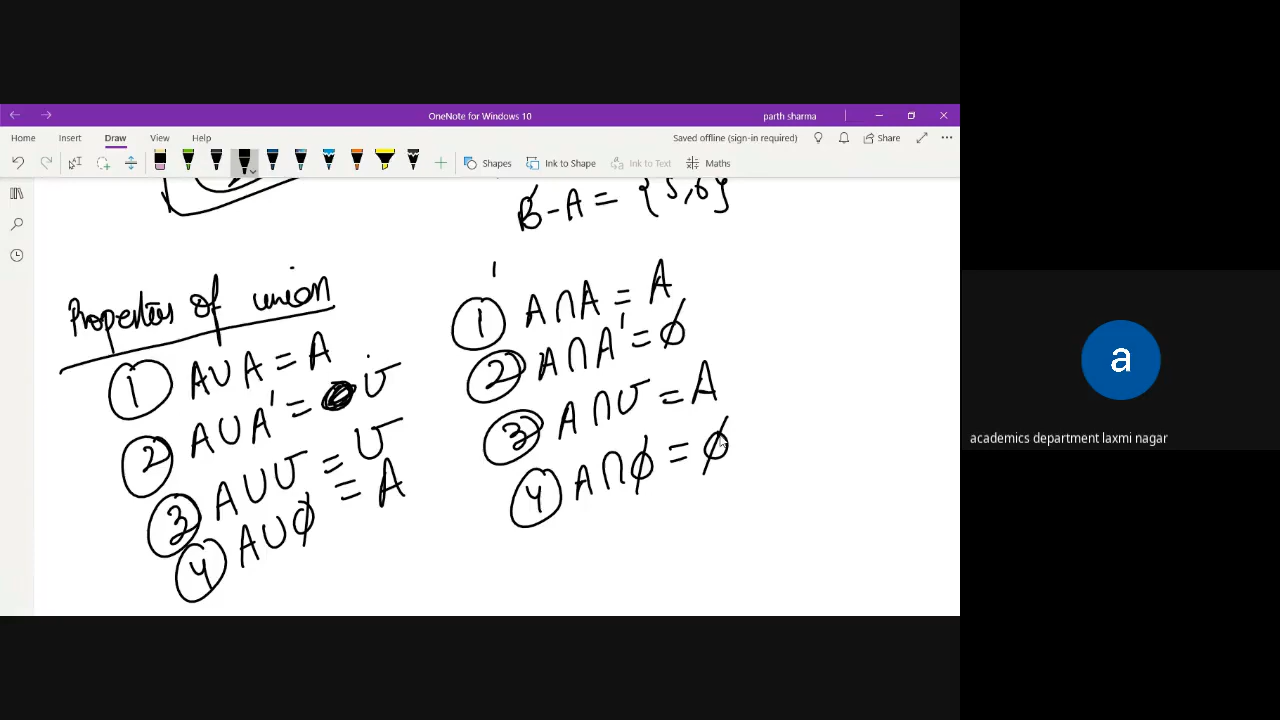 OneNote for Windows 10
parth sharma
Home Insert Draw View Help
Saved offline (sign-in required) Share
Shapes Ink to Shape Ink to Text Maths
B-A = {5,6}
Properties of union
1 A∪A = A
2 A∪A' = U
3 A∪U = U
4 A∪ϕ = A
1 A∩A = A
2 A∩A' = ϕ
3 A∩U = A
4 A∩ϕ = ϕ
a
academics department laxmi nagar